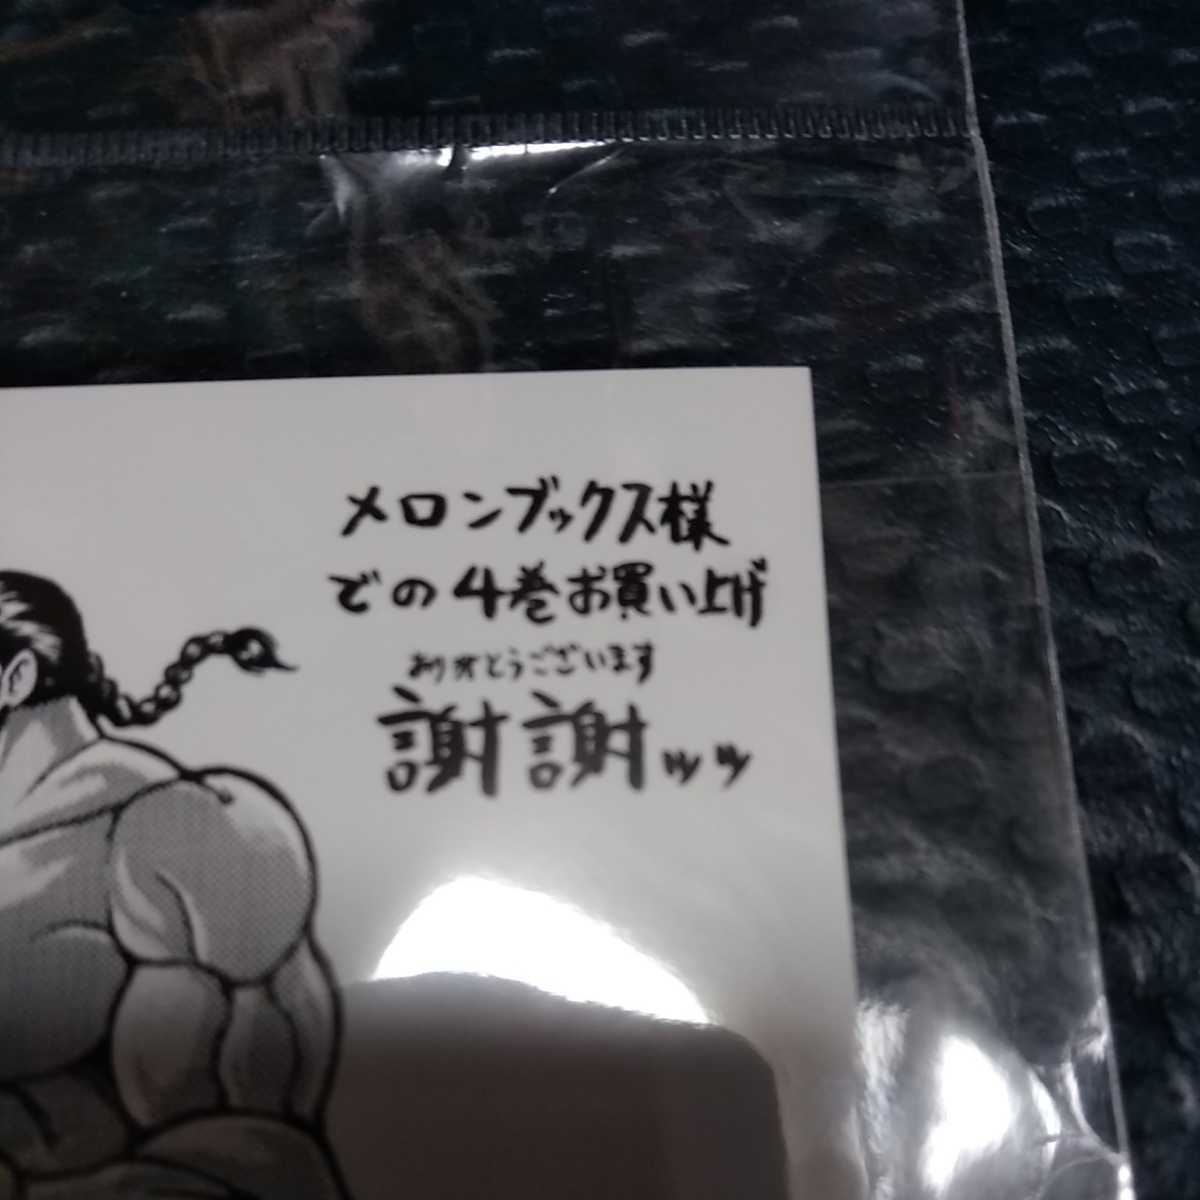 メロンブックス様
での4巻お買い上げ
ありがとうございます
謝謝ッッ